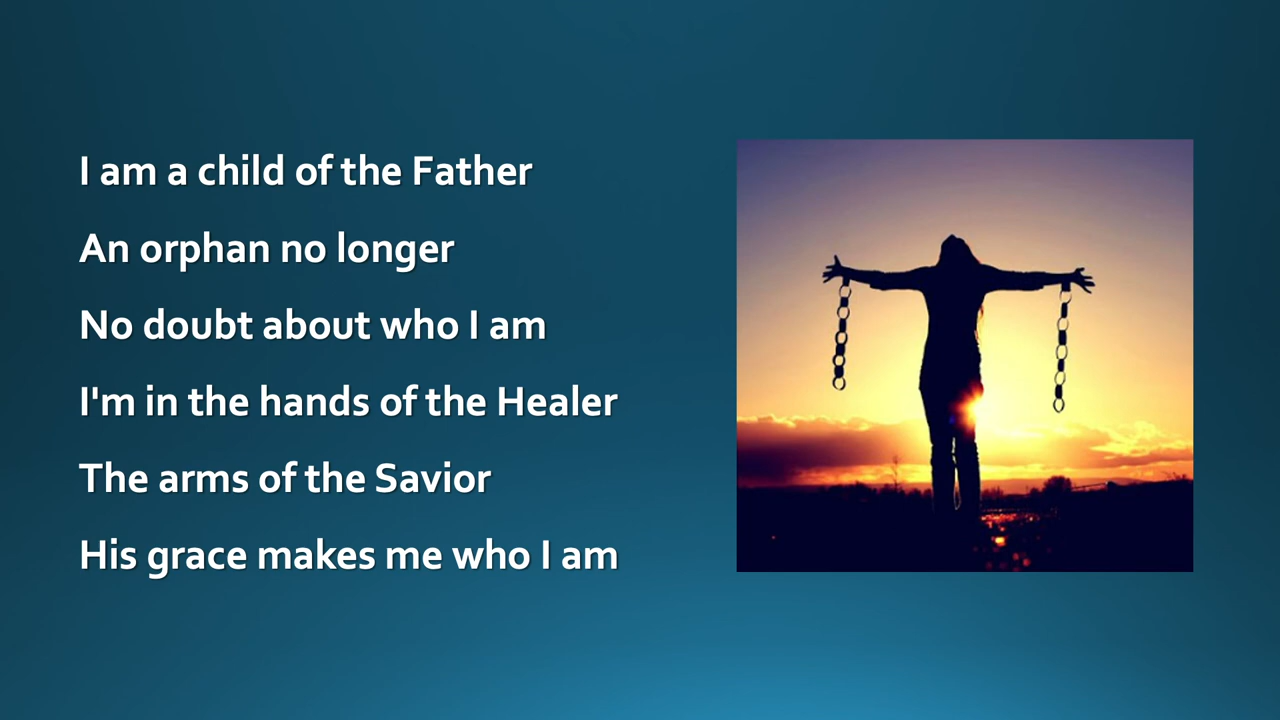 I am a child of the Father
An orphan no longer
No doubt about who I am
I'm in the hands of the Healer
The arms of the Savior
His grace makes me who I am